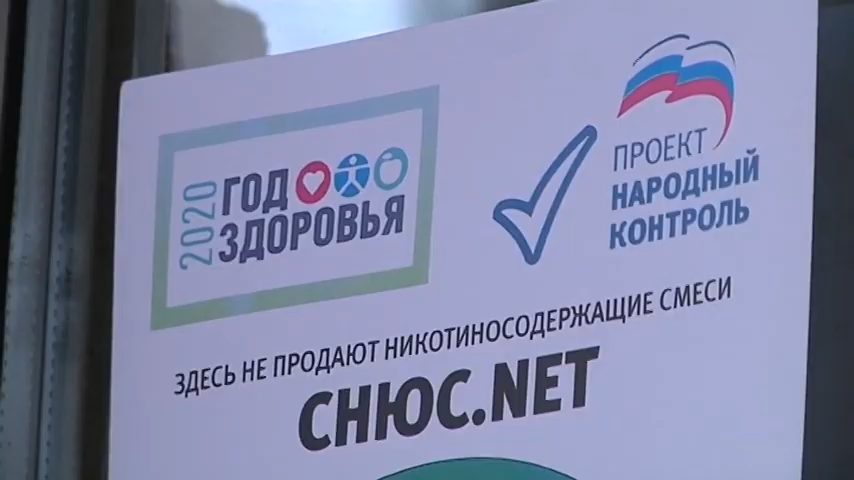 2020
ГОД
ЗДОРОВЬЯ
ПРОЕКТ
НАРОДНЫЙ
КОНТРОЛЬ
ЗДЕСЬ НЕ ПРОДАЮТ НИКОТИНОСОДЕРЖАЩИЕ СМЕСИ
СНЮС.NET